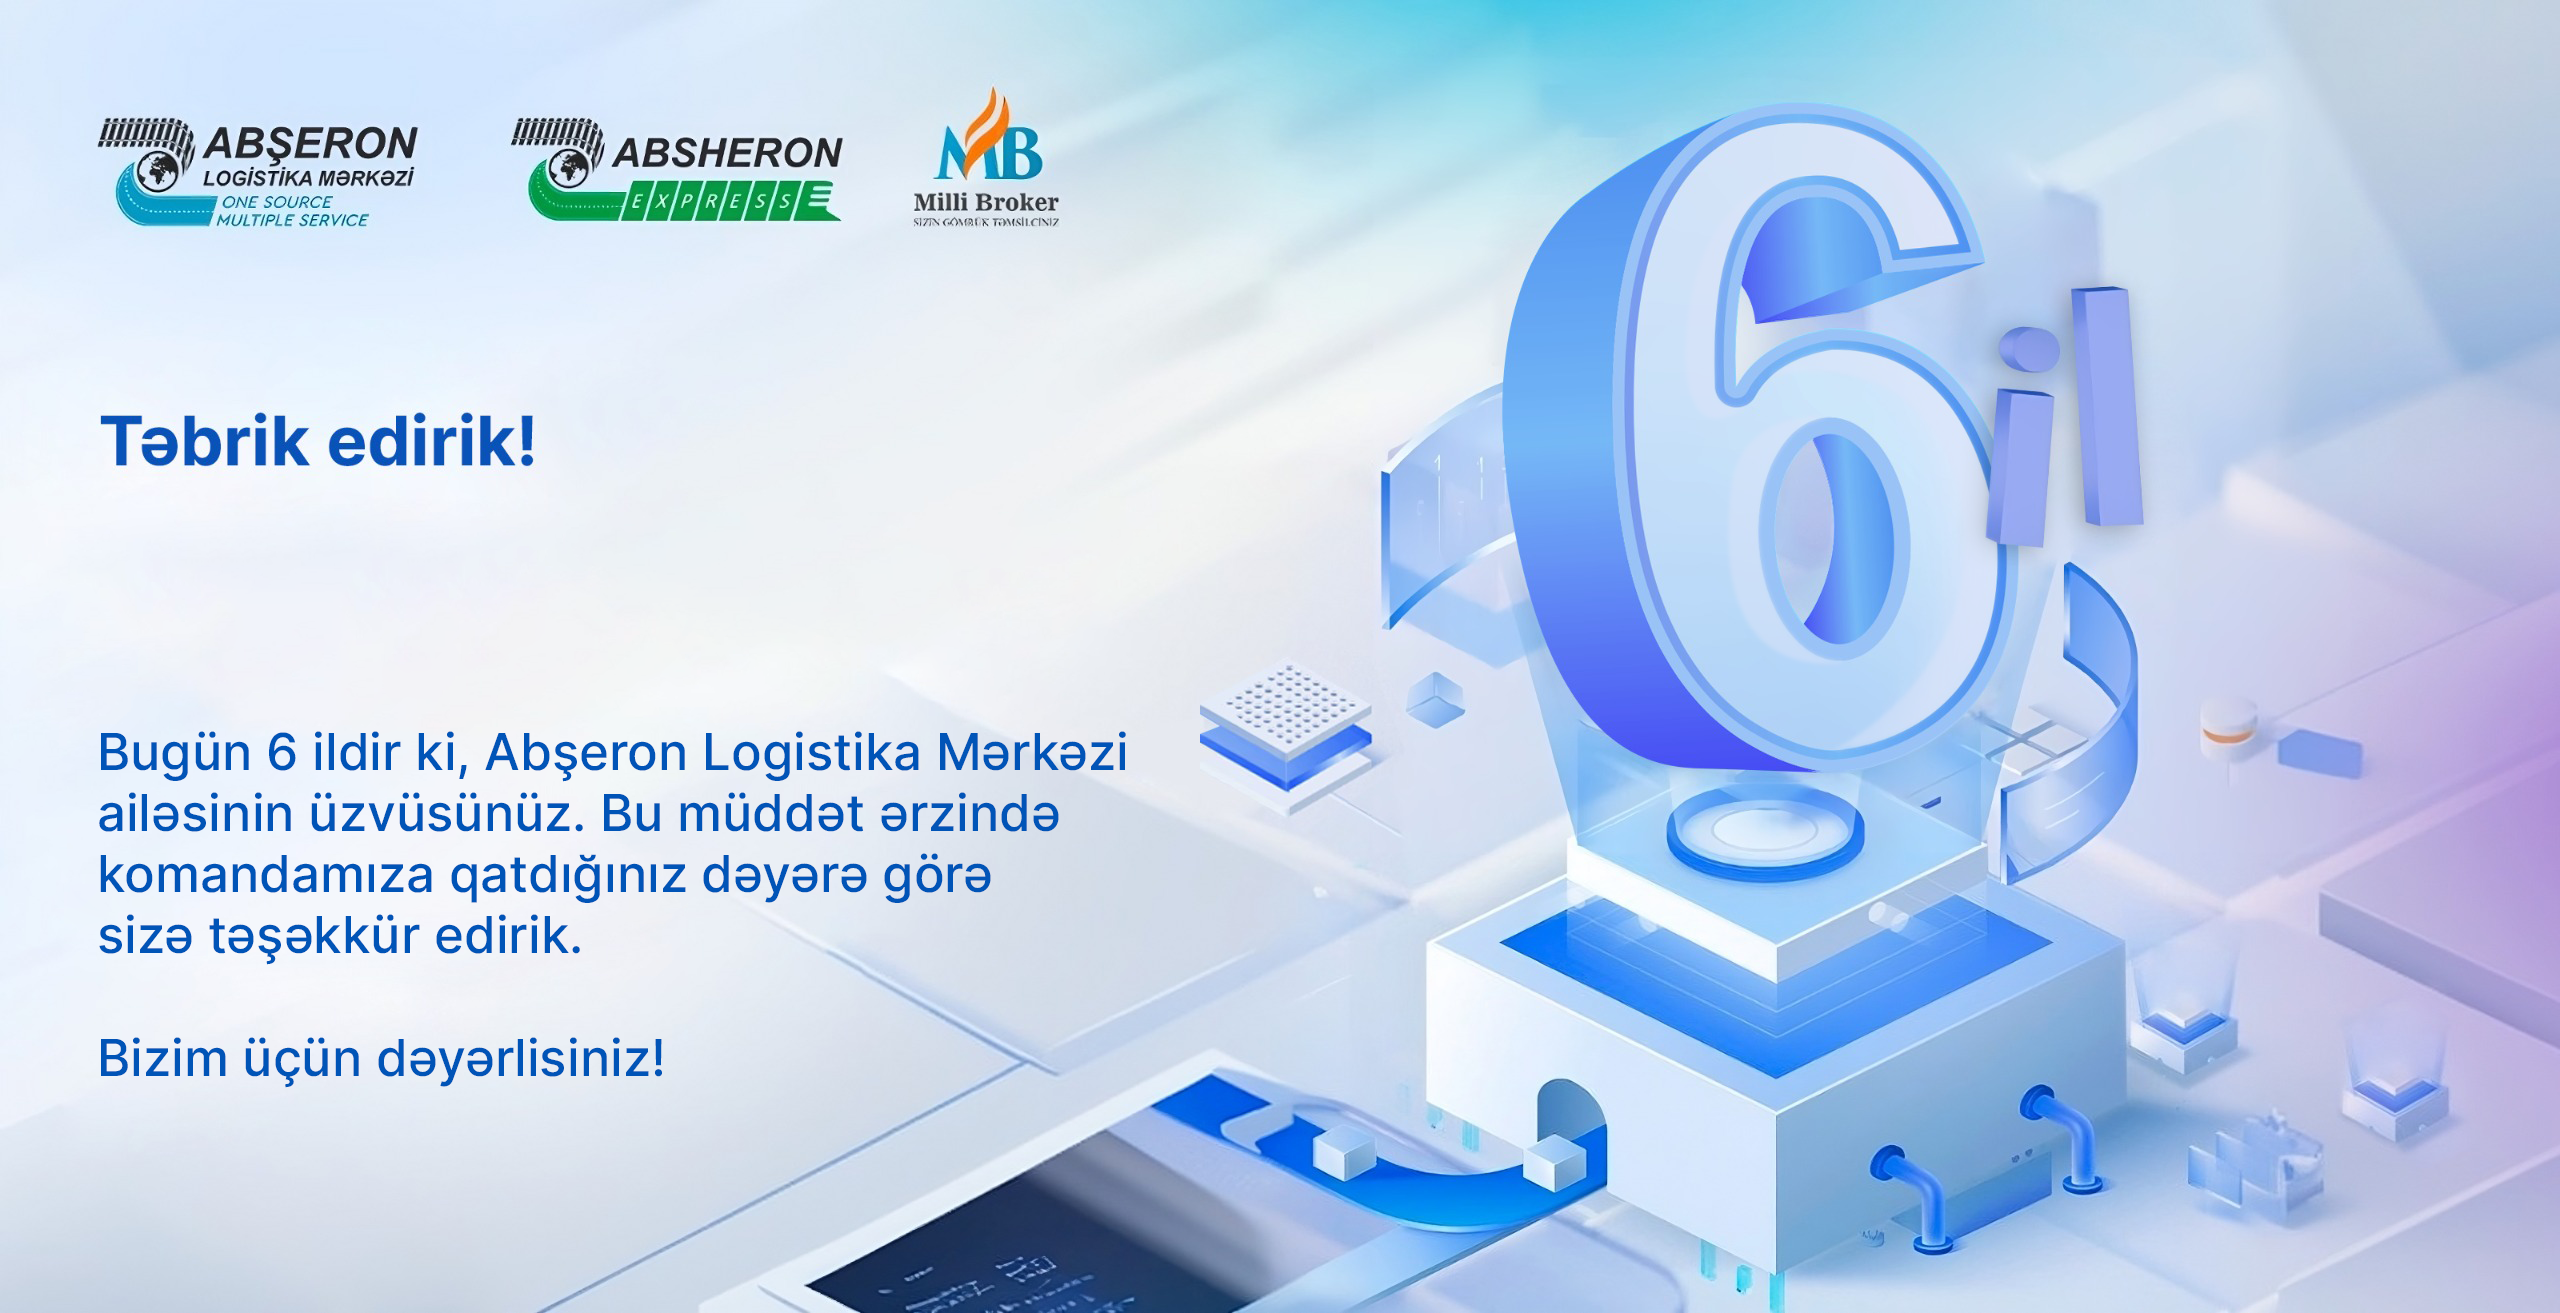 ABŞERON
LOGİSTİKA MƏRKƏZİ
ONE SOURCE
MULTIPLE SERVICE
ABSHERON
EXPRESS
MB
Milli Broker
SİZİN GÖMRÜK TƏMSİLÇİNİZ
6 il
Təbrik edirik!
Bugün 6 ildir ki, Abşeron Logistika Mərkəzi
ailəsinin üzvüsünüz. Bu müddət ərzində
komandamıza qatdığınız dəyərə görə
sizə təşəkkür edirik.
Bizim üçün dəyərlisiniz!